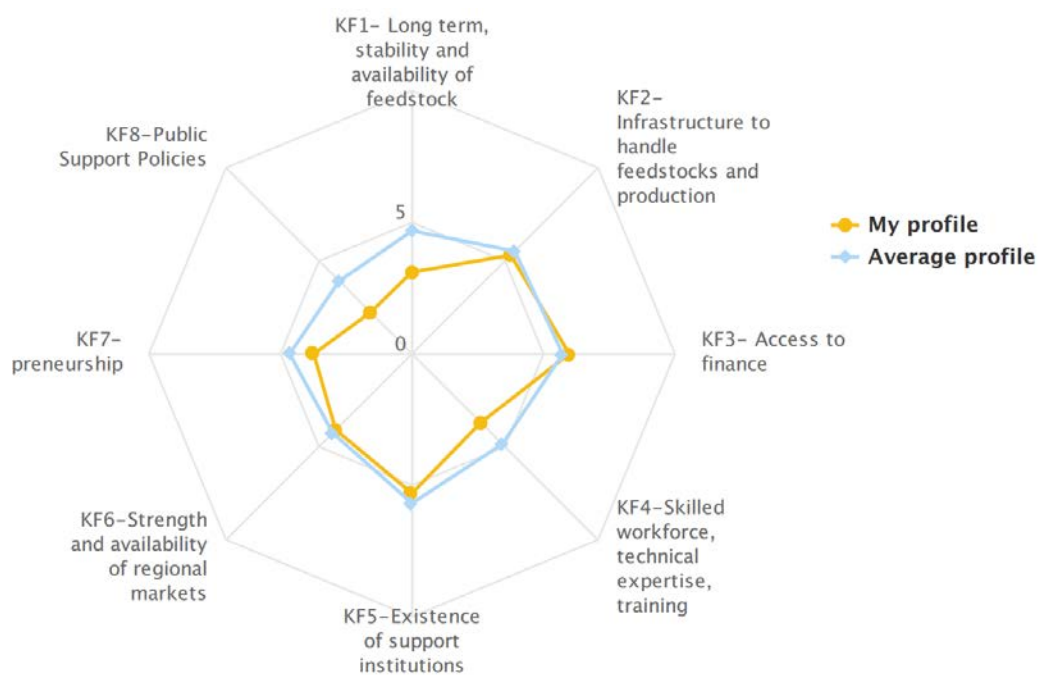 KF1– Long term,
stability and
availability of
feedstock
KF2–
Infrastructure to
handle
feedstocks and
production
KF8–Public
Support Policies
5
My profile
Average profile
0
KF7–
preneurship
KF3– Access to
finance
KF4–Skilled
workforce,
technical
expertise,
training
KF6–Strength
and availability
of regional
markets
KF5–Existence
of support
institutions